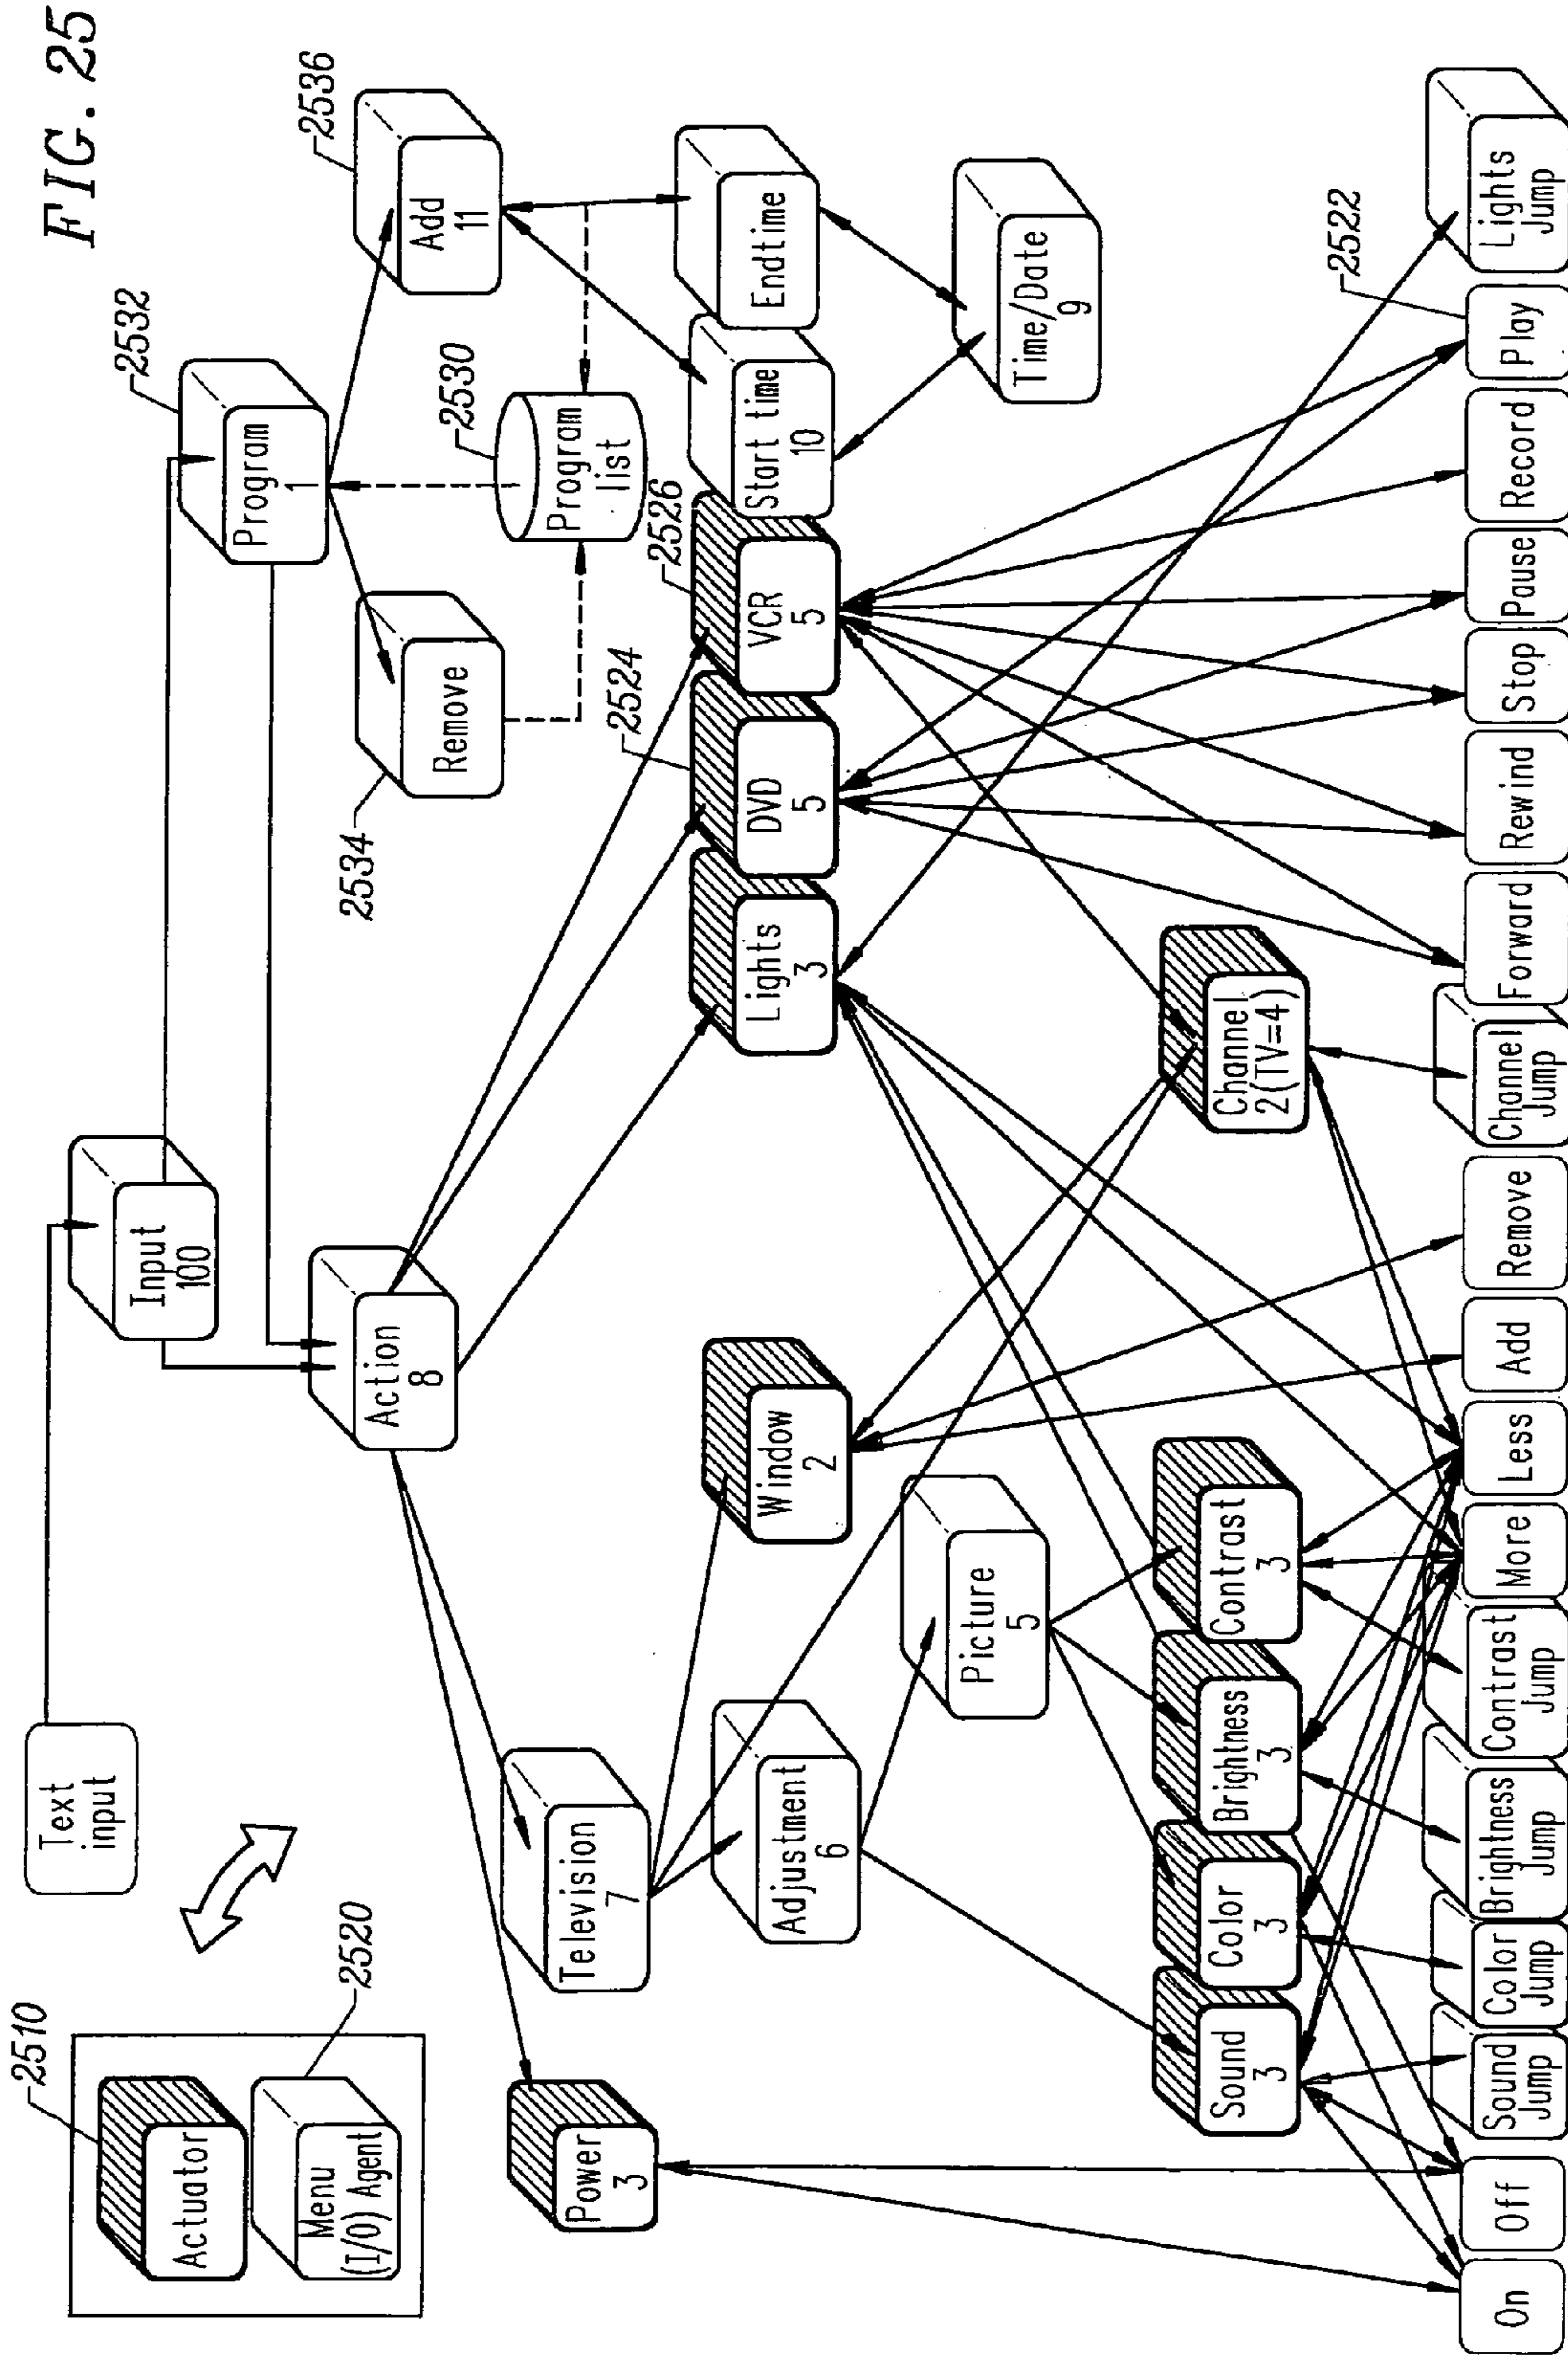 FIG. 25
2510
Actuator
Menu
(I/O) Agent
2520
Text
input
Input
100
Program
1
2532
Action
8
Remove
2534
Add
11
2536
Program
list
2530
Power
3
Television
7
Adjustment
6
Window
2
Lights
3
DVD
5
2524
VCR
5
2526
Start time
10
Endtime
Picture
5
Time/Date
9
Sound
3
Color
3
Brightness
3
Contrast
3
Channel
2(TV=4)
2522
On
Off
Sound
Jump
Color
Jump
Brightness
Jump
Contrast
Jump
More
Less
Add
Remove
Channel
Jump
Forward
Rewind
Stop
Pause
Record
Play
Lights
Jump